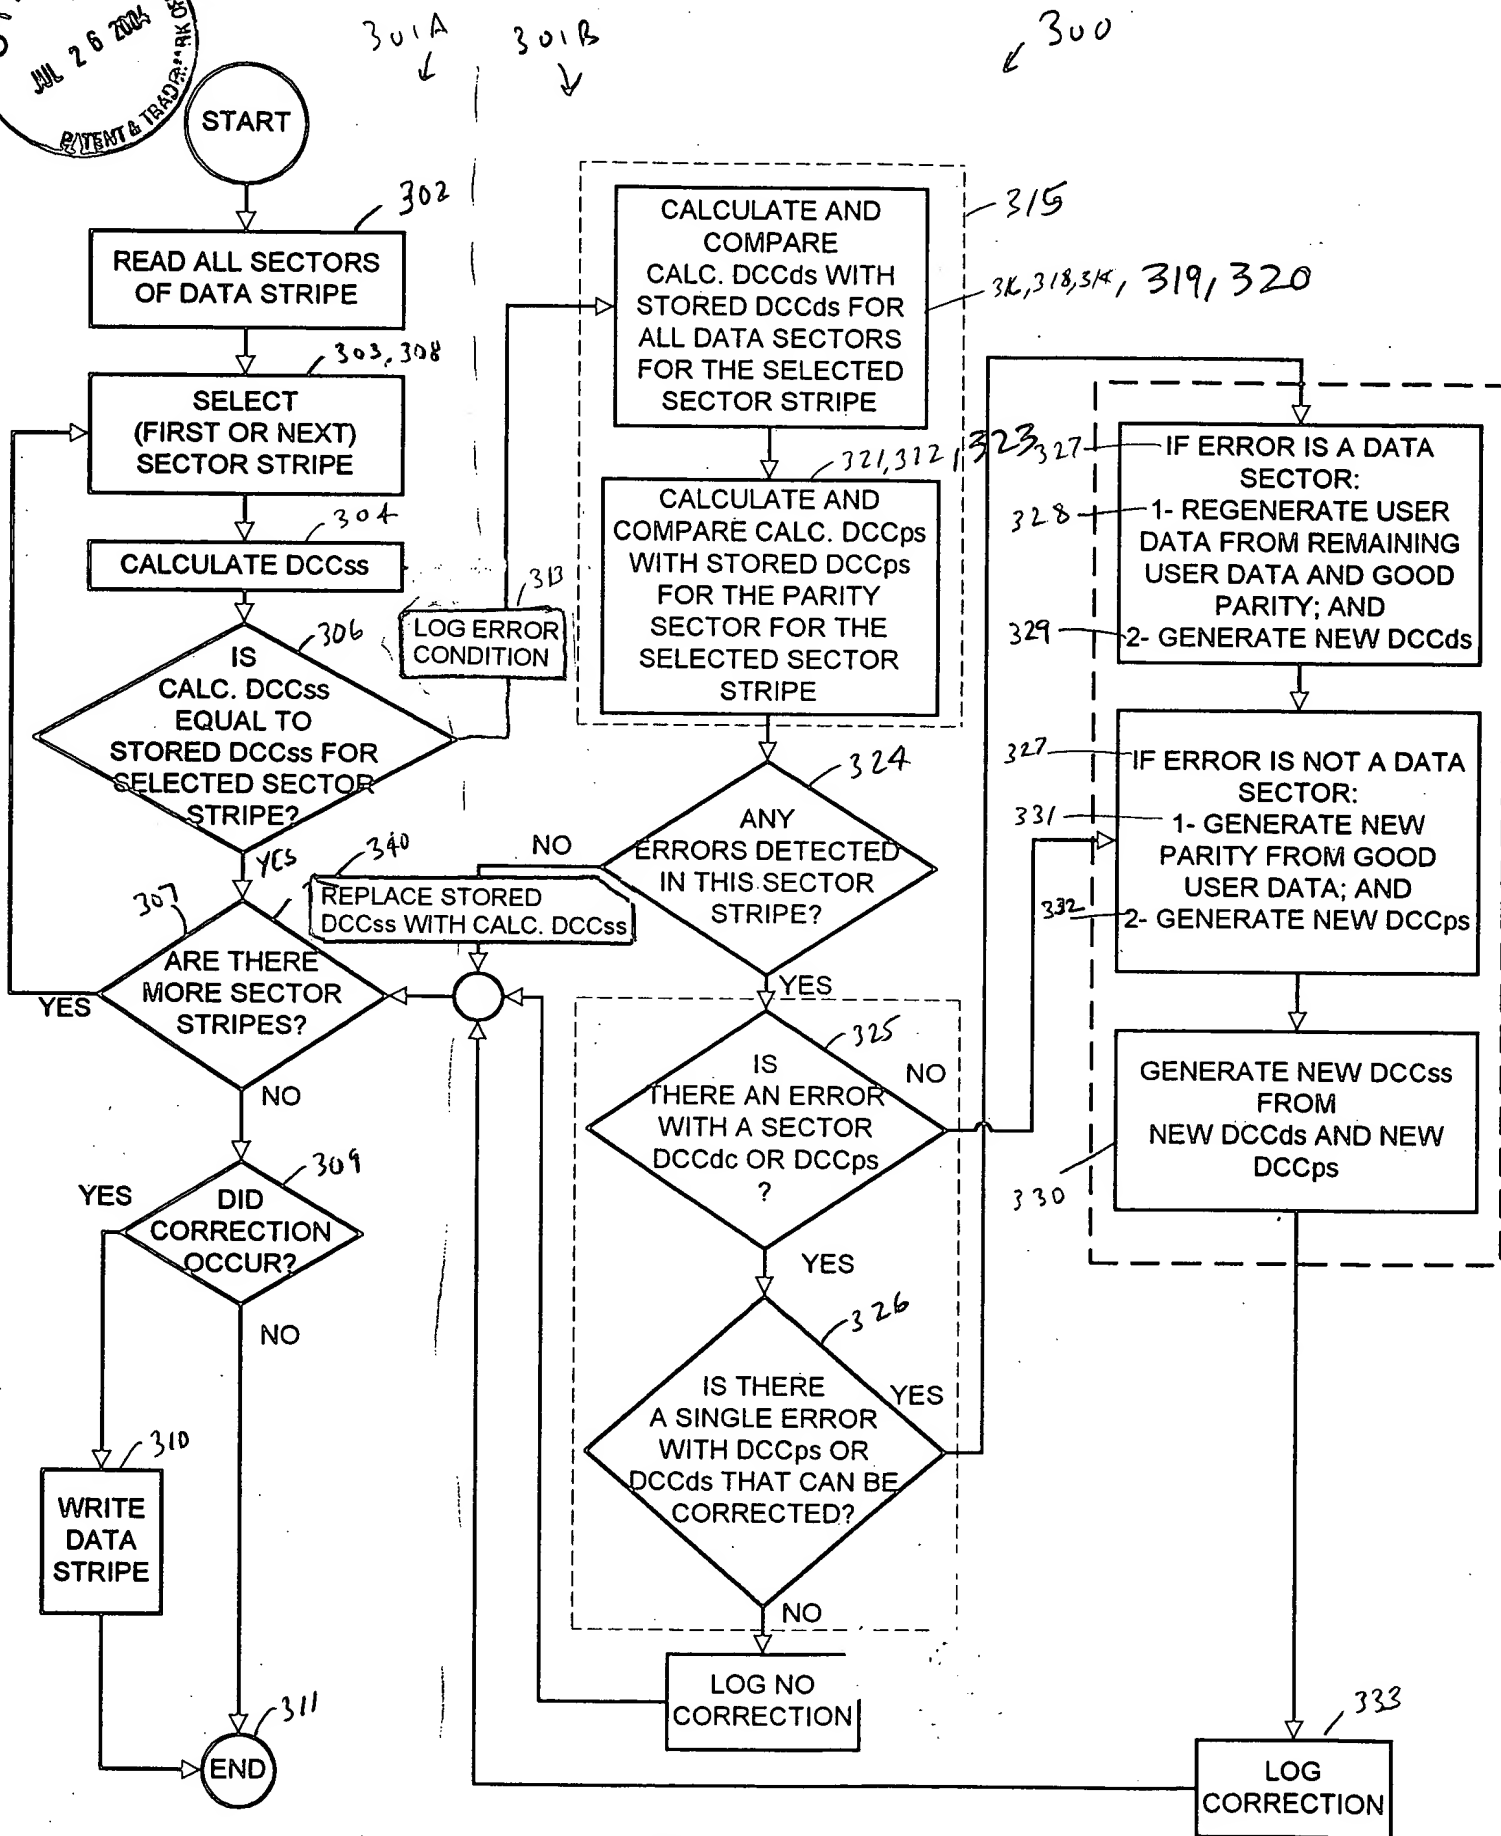 JUL 26 2004
PATENT & TRADEMARK
301A
301B
300
START
302
READ ALL SECTORS
OF DATA STRIPE
303, 308
SELECT
(FIRST OR NEXT)
SECTOR STRIPE
304
CALCULATE DCCss
306
IS
CALC. DCCss
EQUAL TO
STORED DCCss FOR
SELECTED SECTOR
STRIPE?
YES
313
LOG ERROR
CONDITION
307
ARE THERE
MORE SECTOR
STRIPES?
YES
NO
340
REPLACE STORED
DCCss WITH CALC. DCCss
309
YES
DID
CORRECTION
OCCUR?
NO
310
WRITE
DATA
STRIPE
311
END
315
CALCULATE AND
COMPARE
CALC. DCCds WITH
STORED DCCds FOR
ALL DATA SECTORS
FOR THE SELECTED
SECTOR STRIPE
318, 319, 320
321, 312, 323
CALCULATE AND
COMPARE CALC. DCCps
WITH STORED DCCps
FOR THE PARITY
SECTOR FOR THE
SELECTED SECTOR
STRIPE
324
NO
ANY
ERRORS DETECTED
IN THIS SECTOR
STRIPE?
YES
325
NO
IS
THERE AN ERROR
WITH A SECTOR
DCCdc OR DCCps
?
YES
326
YES
IS THERE
A SINGLE ERROR
WITH DCCps OR
DCCds THAT CAN BE
CORRECTED?
NO
LOG NO
CORRECTION
327
IF ERROR IS A DATA
SECTOR:
328
1- REGENERATE USER
DATA FROM REMAINING
USER DATA AND GOOD
PARITY; AND
329
2- GENERATE NEW DCCds
327
IF ERROR IS NOT A DATA
SECTOR:
331
1- GENERATE NEW
PARITY FROM GOOD
USER DATA; AND
332
2- GENERATE NEW DCCps
GENERATE NEW DCCss
FROM
NEW DCCds AND NEW
DCCps
330
333
LOG
CORRECTION